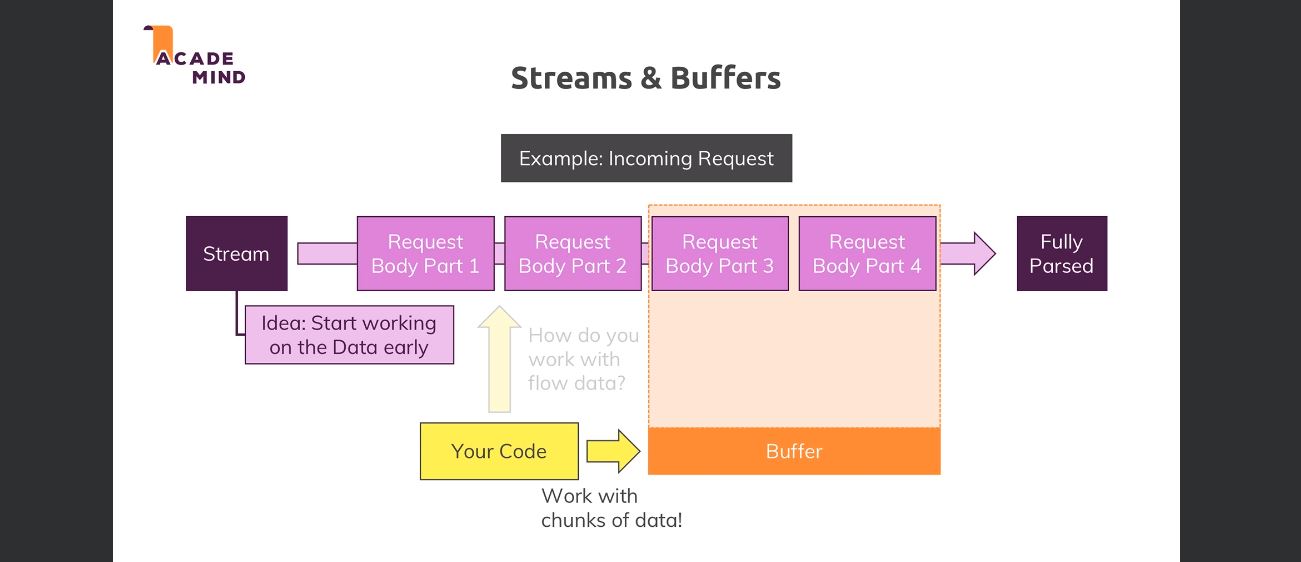 ACADE
MIND
Streams & Buffers
Example: Incoming Request
Stream
Request
Body Part 1
Request
Body Part 2
Request
Body Part 3
Request
Body Part 4
Fully
Parsed
Idea: Start working
on the Data early
How do you
work with
flow data?
Your Code
Buffer
Work with
chunks of data!